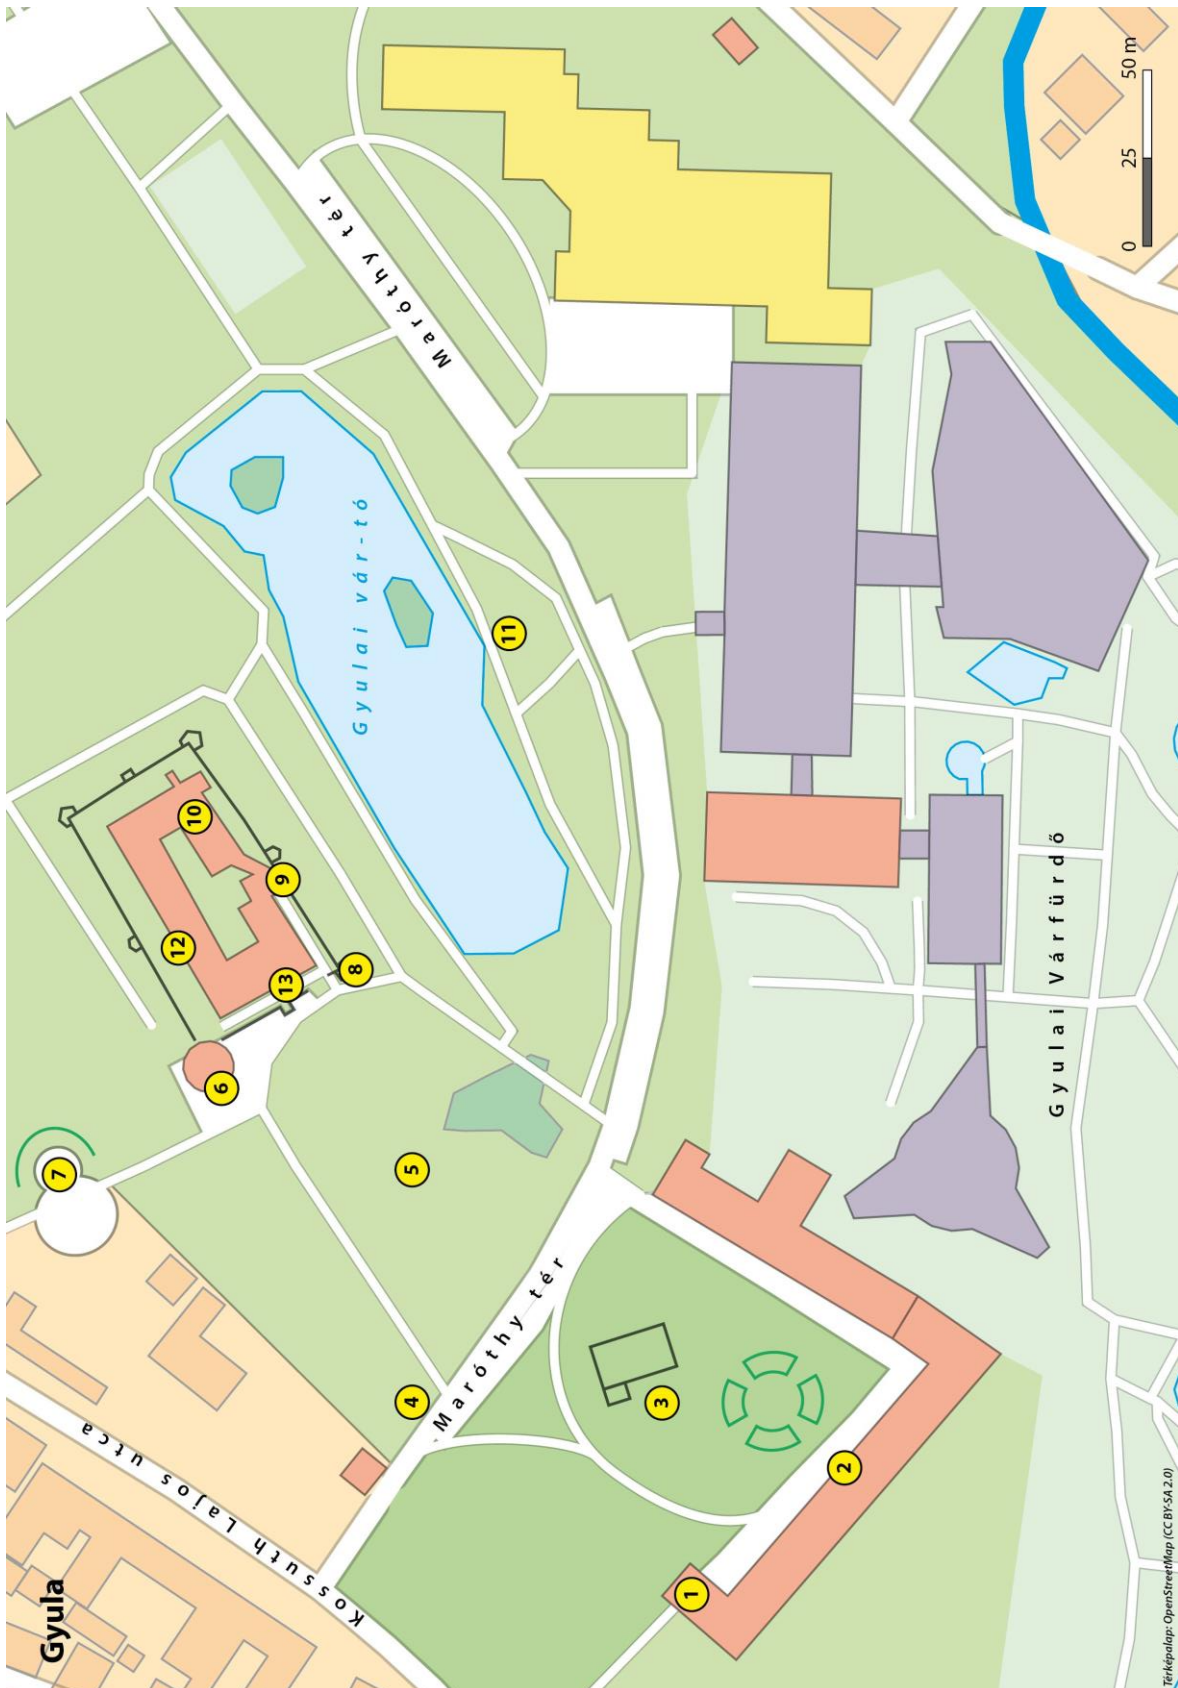 Gyula
Kossuth Lajos utca
Maróthy tér
Maróthy tér
Gyulai vár-tó
Gyulai Várfürdő
1
2
3
4
5
6
7
8
9
10
11
12
13
0 25 50 m
Térképalap: OpenStreetMap (CC BY-SA 2.0)